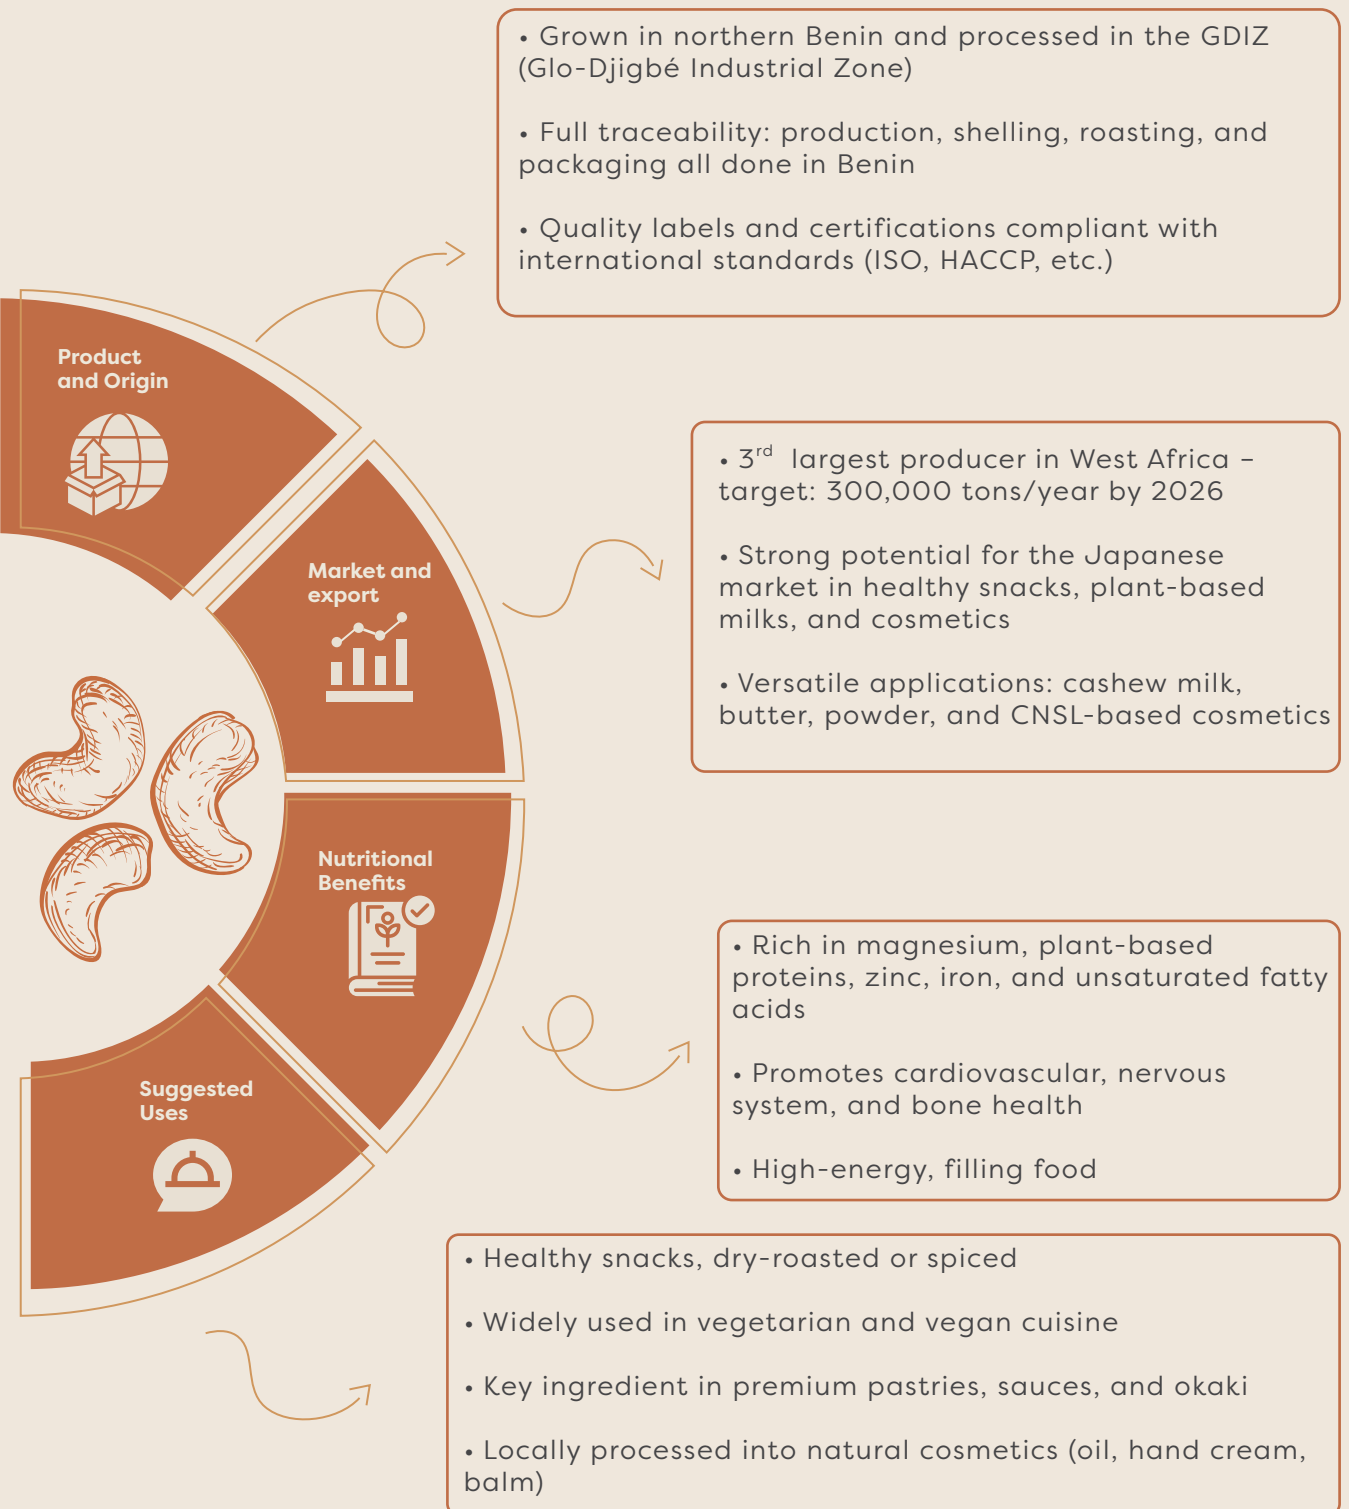 Product
and Origin
• Grown in northern Benin and processed in the GDIZ
(Glo-Djigbé Industrial Zone)
• Full traceability: production, shelling, roasting, and
packaging all done in Benin
• Quality labels and certifications compliant with
international standards (ISO, HACCP, etc.)
Market and
export
• 3rd largest producer in West Africa –
target: 300,000 tons/year by 2026
• Strong potential for the Japanese
market in healthy snacks, plant-based
milks, and cosmetics
• Versatile applications: cashew milk,
butter, powder, and CNSL-based cosmetics
Nutritional
Benefits
• Rich in magnesium, plant-based
proteins, zinc, iron, and unsaturated fatty
acids
• Promotes cardiovascular, nervous
system, and bone health
• High-energy, filling food
Suggested
Uses
• Healthy snacks, dry-roasted or spiced
• Widely used in vegetarian and vegan cuisine
• Key ingredient in premium pastries, sauces, and okaki
• Locally processed into natural cosmetics (oil, hand cream,
balm)